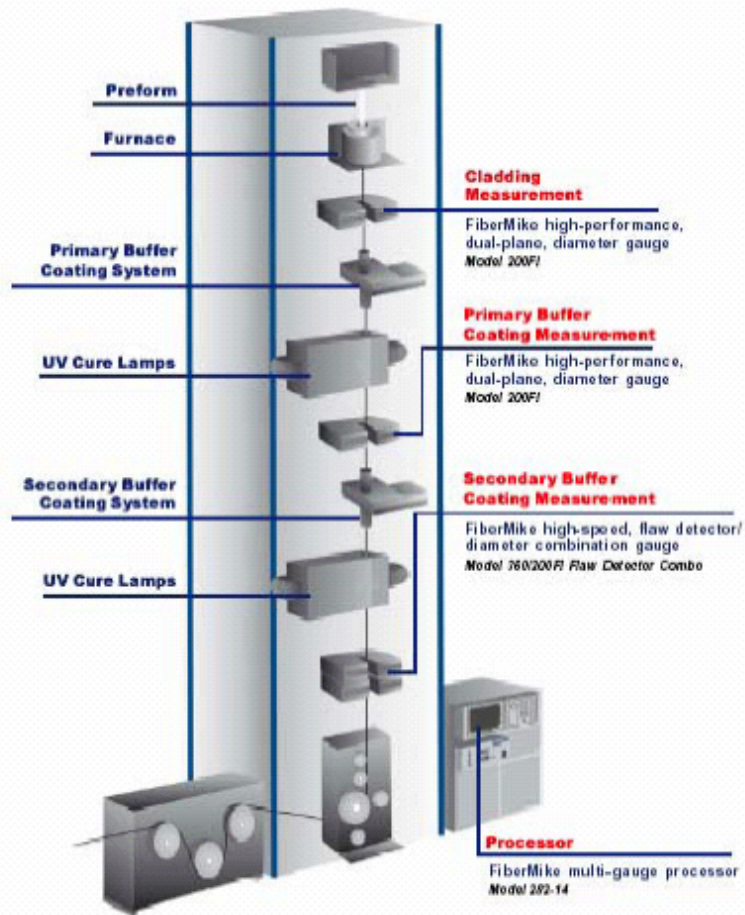 Preform
Furnace
Cladding
Measurement
FiberMike high-performance,
dual-plane, diameter gauge
Model 200FI
Primary Buffer
Coating System
Primary Buffer
Coating Measurement
FiberMike high-performance,
dual-plane, diameter gauge
Model 200FI
UV Cure Lamps
Secondary Buffer
Coating System
Secondary Buffer
Coating Measurement
FiberMike high-speed, flaw detector/
diameter combination gauge
Model 360/200FI Flaw Detector Combo
UV Cure Lamps
Processor
FiberMike multi-gauge processor
Model 282-14